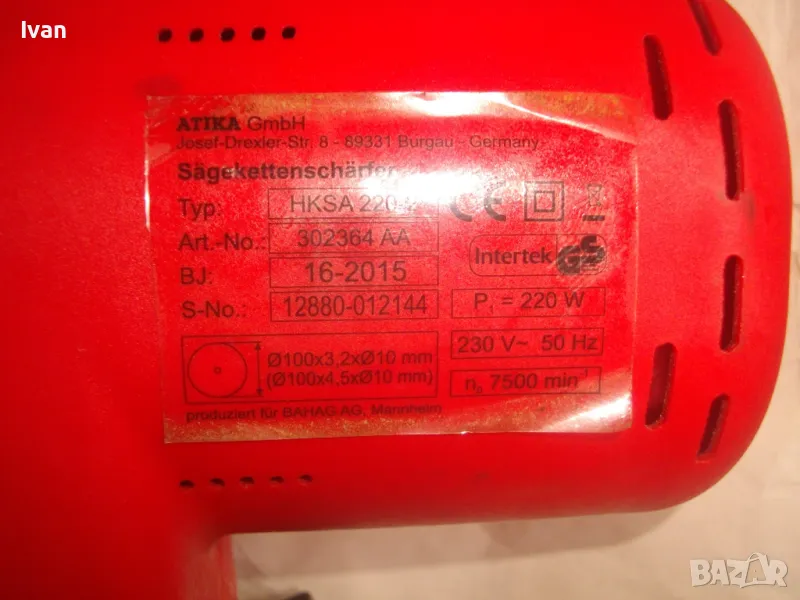 Ivan
ATIKA GmbH
Josef-Drexler-Str. 8 - 89331 Burgau - Germany
Sägekettenschärfer
Typ: HKSA 220
Art.-No.: 302364 AA
BJ: 16-2015
S-No.: 12880-012144
Ø100x3,2xØ10 mm
(Ø100x4,5xØ10 mm)
produziert für BAHAG AG, Mannheim
CE
Intertek GS
P₁ = 220 W
230 V~ 50 Hz
n₀ 7500 min⁻¹
BAZAR